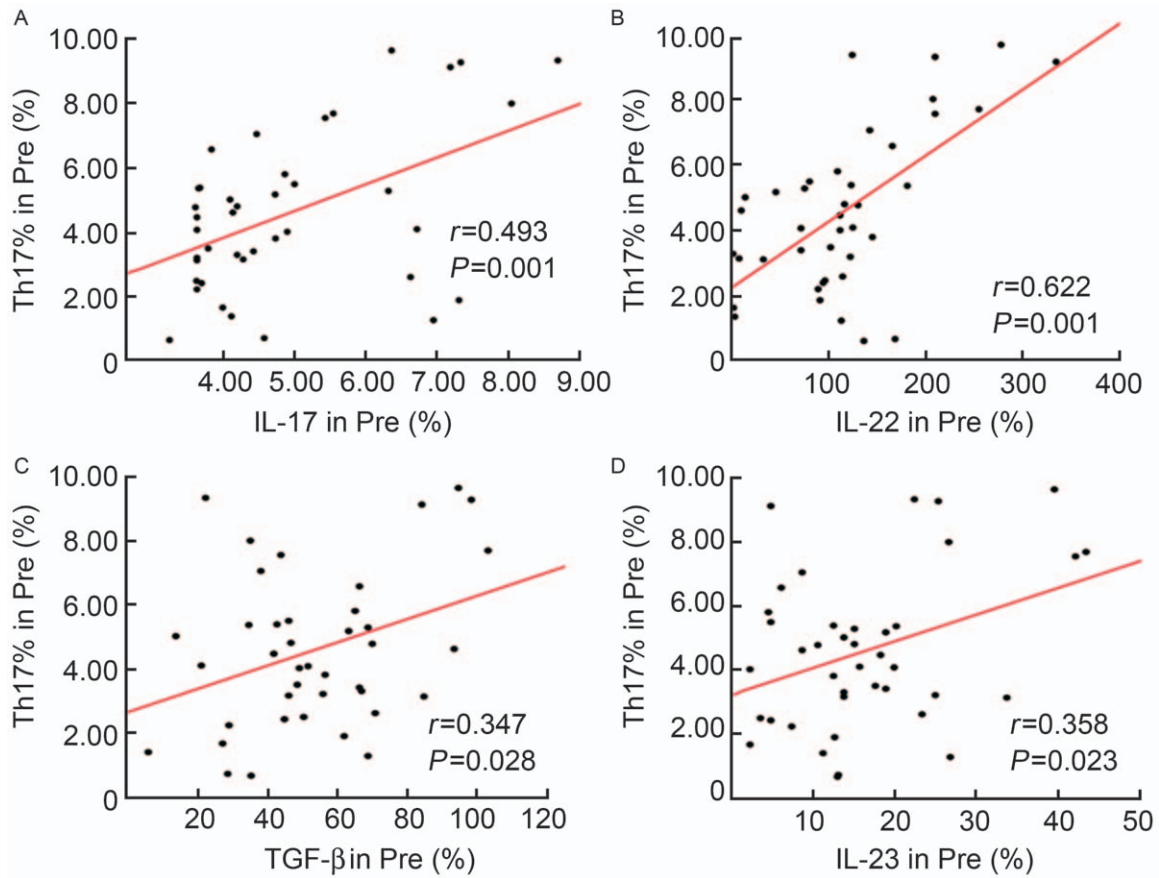 A
10.00
8.00
6.00
4.00
2.00
0
Th17% in Pre (%)
r=0.493
P=0.001
4.00 5.00 6.00 7.00 8.00 9.00
IL-17 in Pre (%)
B
10.00
8.00
6.00
4.00
2.00
0
Th17% in Pre (%)
r=0.622
P=0.001
100 200 300 400
IL-22 in Pre (%)
C
10.00
8.00
6.00
4.00
2.00
0
Th17% in Pre (%)
r=0.347
P=0.028
20 40 60 80 100 120
TGF-β in Pre (%)
D
10.00
8.00
6.00
4.00
2.00
0
Th17% in Pre (%)
r=0.358
P=0.023
10 20 30 40 50
IL-23 in Pre (%)